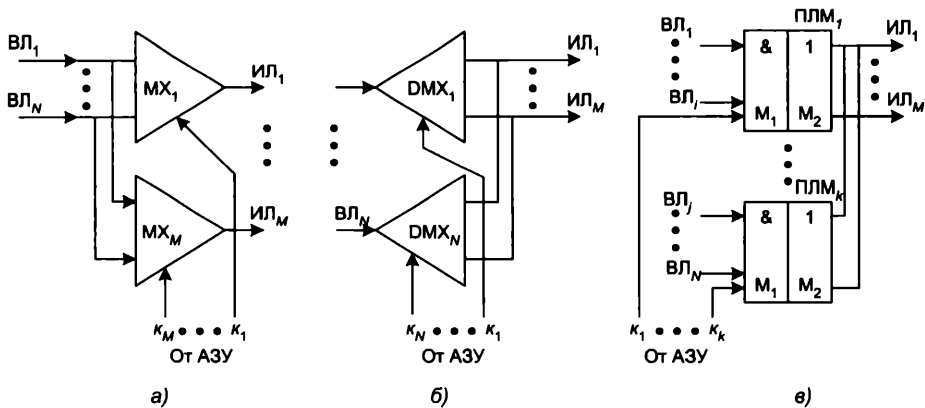 ВЛ1
ВЛN
MX1
ИЛ1
MXM
ИЛM
кM
к1
От АЗУ
а)
DMX1
ИЛ1
ИЛM
ВЛN
DMXN
кN
к1
От АЗУ
б)
ПЛМ1
ВЛ1
& 1
ИЛ1
ВЛi
M1 M2
ИЛM
ПЛМk
ВЛj
& 1
ВЛN
M1 M2
к1
кk
От АЗУ
в)